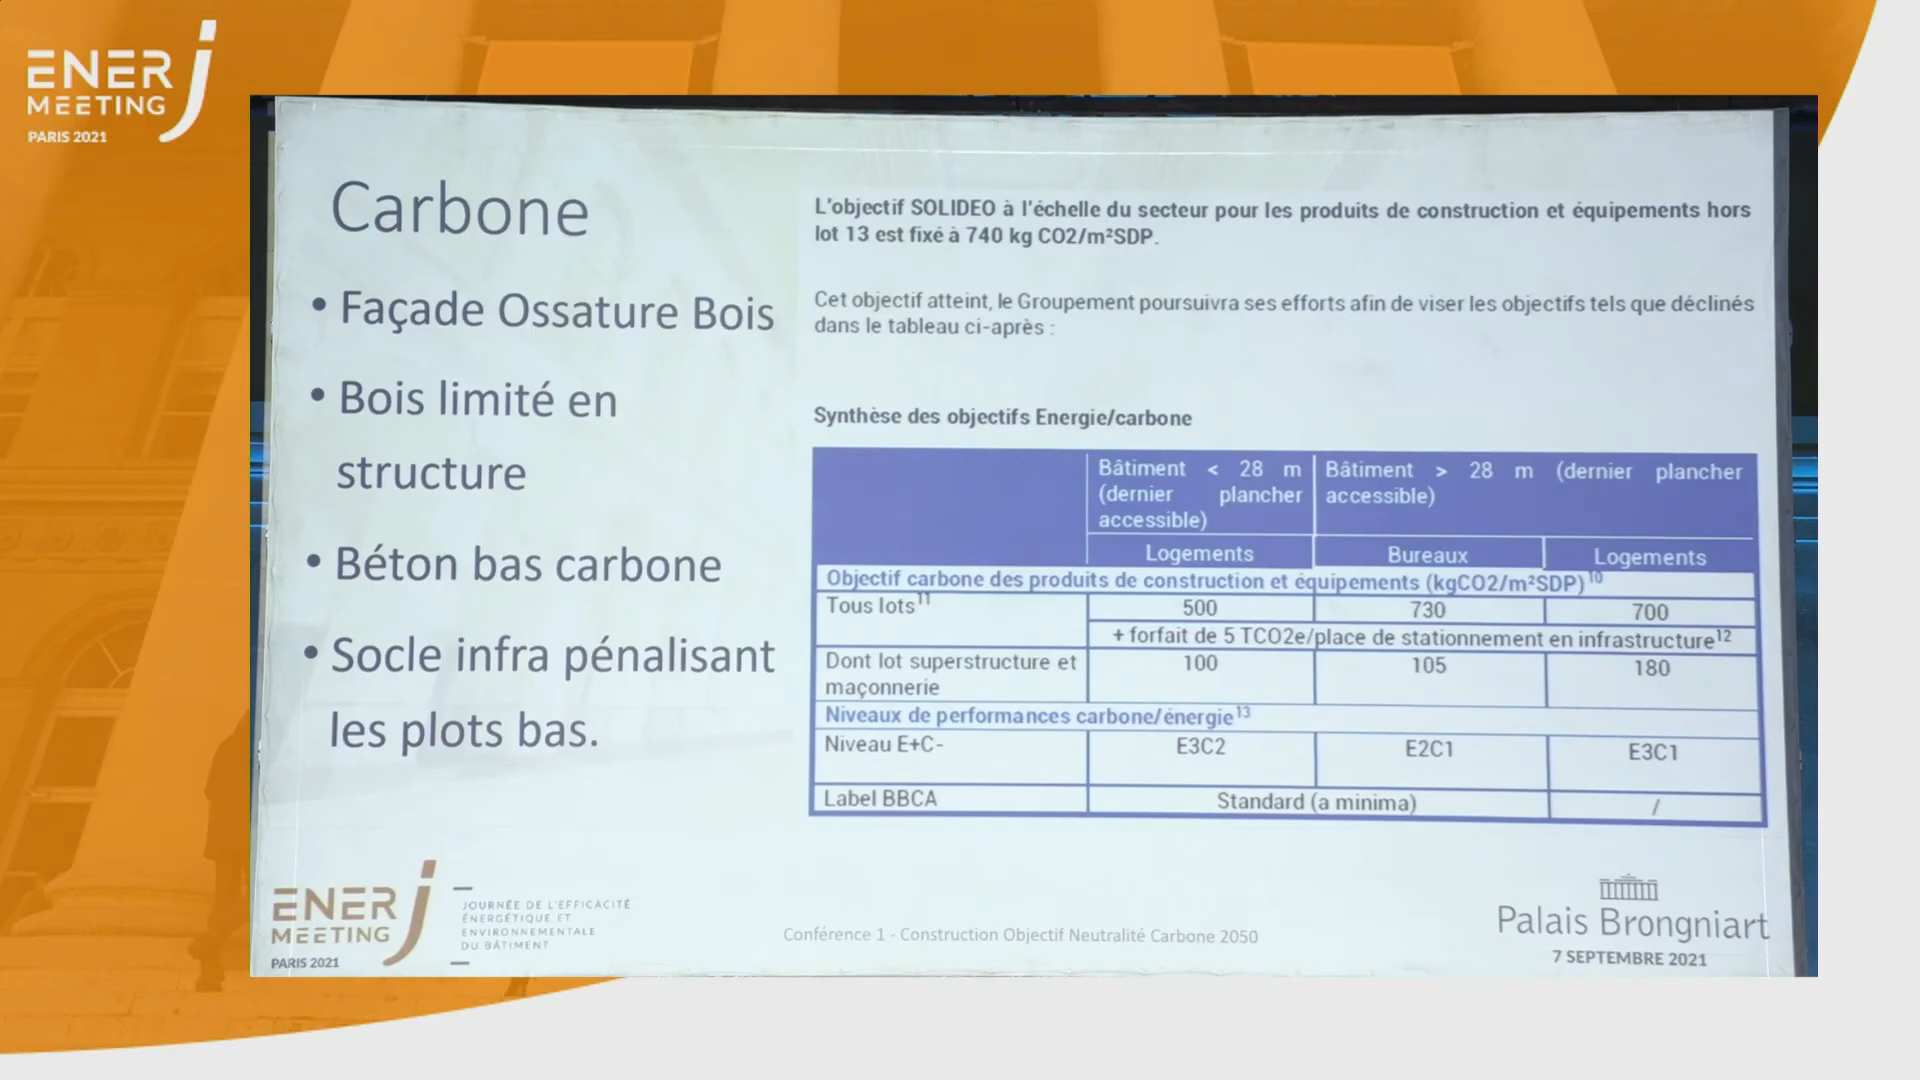 ENERJ
MEETING
PARIS 2021
Carbone
• Façade Ossature Bois
• Bois limité en
structure
• Béton bas carbone
• Socle infra pénalisant
les plots bas.
L'objectif SOLIDEO à l'échelle du secteur pour les produits de construction et équipements hors
lot 13 est fixé à 740 kg CO2/m²SDP.
Cet objectif atteint, le Groupement poursuivra ses efforts afin de viser les objectifs tels que déclinés
dans le tableau ci-après :
Synthèse des objectifs Energie/carbone
Bâtiment < 28 m
(dernier plancher
accessible)
Bâtiment > 28 m (dernier plancher
accessible)
Logements Bureaux Logements
Objectif carbone des produits de construction et équipements (kgCO2/m²SDP)10
Tous lots11 500 730 700
+ forfait de 5 TCO2e/place de stationnement en infrastructure12
Dont lot superstructure et
maçonnerie
100 105 180
Niveaux de performances carbone/énergie13
Niveau E+C- E3C2 E2C1 E3C1
Label BBCA Standard (a minima) /
ENERJ
MEETING
PARIS 2021
JOURNÉE DE L'EFFICACITÉ
ÉNERGÉTIQUE ET
ENVIRONNEMENTALE
DU BÂTIMENT
Conférence 1 - Construction Objectif Neutralité Carbone 2050
Palais Brongniart
7 SEPTEMBRE 2021